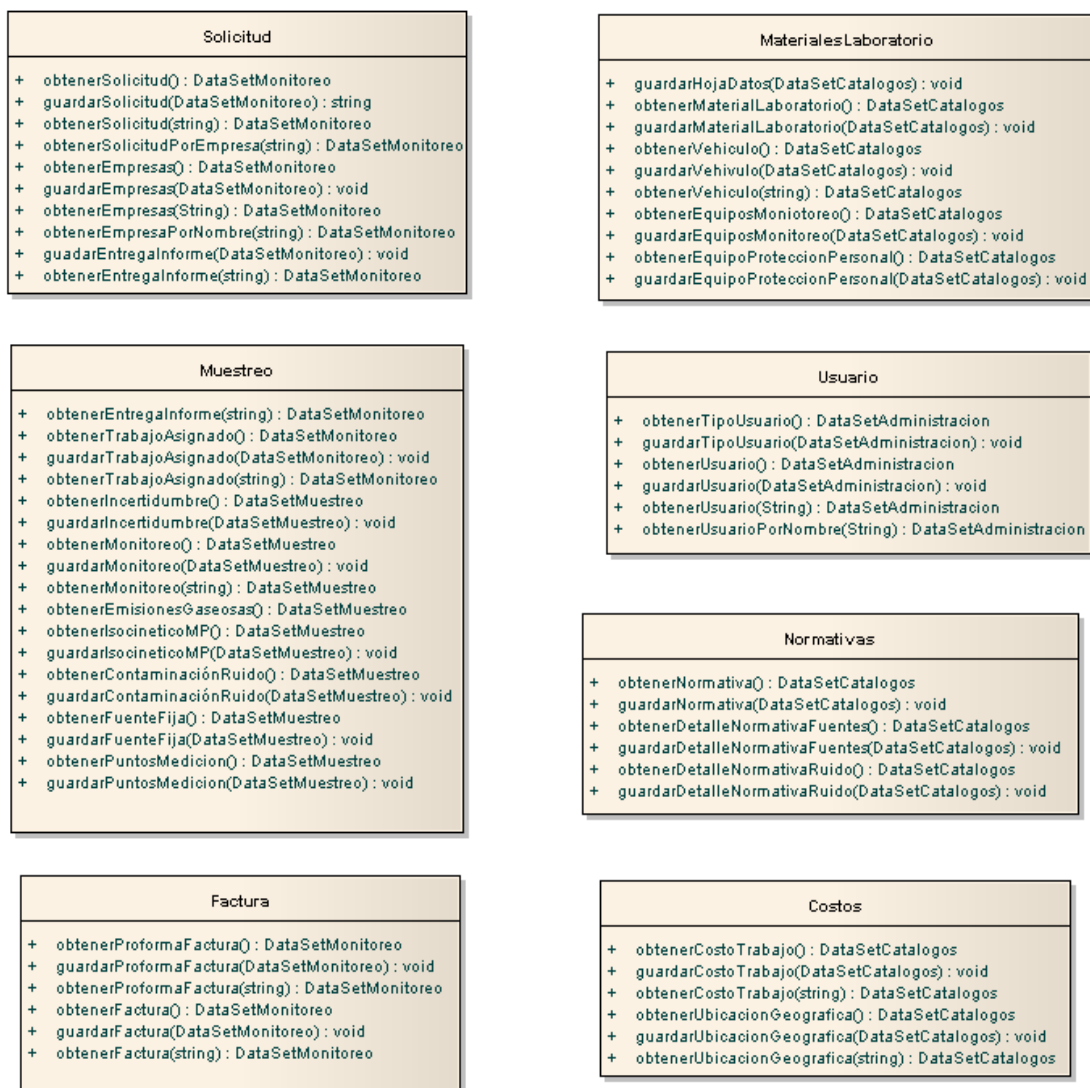 Solicitud
+ obtenerSolicitud() : DataSetMonitoreo
+ guardarSolicitud(DataSetMonitoreo) : string
+ obtenerSolicitud(string) : DataSetMonitoreo
+ obtenerSolicitudPorEmpresa(string) : DataSetMonitoreo
+ obtenerEmpresas() : DataSetMonitoreo
+ guardarEmpresas(DataSetMonitoreo) : void
+ obtenerEmpresas(String) : DataSetMonitoreo
+ obtenerEmpresaPorNombre(string) : DataSetMonitoreo
+ guadarEntregaInforme(DataSetMonitoreo) : void
+ obtenerEntregaInforme(string) : DataSetMonitoreo
MaterialesLaboratorio
+ guardarHojaDatos(DataSetCatalogos) : void
+ obtenerMaterialLaboratorio() : DataSetCatalogos
+ guardarMaterialLaboratorio(DataSetCatalogos) : void
+ obtenerVehiculo() : DataSetCatalogos
+ guardarVehivulo(DataSetCatalogos) : void
+ obtenerVehiculo(string) : DataSetCatalogos
+ obtenerEquiposMoniotoreo() : DataSetCatalogos
+ guardarEquiposMonitoreo(DataSetCatalogos) : void
+ obtenerEquipoProteccionPersonal() : DataSetCatalogos
+ guardarEquipoProteccionPersonal(DataSetCatalogos) : void
Muestreo
+ obtenerEntregaInforme(string) : DataSetMonitoreo
+ obtenerTrabajoAsignado() : DataSetMonitoreo
+ guardarTrabajoAsignado(DataSetMonitoreo) : void
+ obtenerTrabajoAsignado(string) : DataSetMonitoreo
+ obtenerIncertidumbre() : DataSetMuestreo
+ guardarIncertidumbre(DataSetMuestreo) : void
+ obtenerMonitoreo() : DataSetMuestreo
+ guardarMonitoreo(DataSetMuestreo) : void
+ obtenerMonitoreo(string) : DataSetMuestreo
+ obtenerEmisionesGaseosas() : DataSetMuestreo
+ obtenerIsocineticoMP() : DataSetMuestreo
+ guardarIsocineticoMP(DataSetMuestreo) : void
+ obtenerContaminaciónRuido() : DataSetMuestreo
+ guardarContaminaciónRuido(DataSetMuestreo) : void
+ obtenerFuenteFija() : DataSetMuestreo
+ guardarFuenteFija(DataSetMuestreo) : void
+ obtenerPuntosMedicion() : DataSetMuestreo
+ guardarPuntosMedicion(DataSetMuestreo) : void
Usuario
+ obtenerTipoUsuario() : DataSetAdministracion
+ guardarTipoUsuario(DataSetAdministracion) : void
+ obtenerUsuario() : DataSetAdministracion
+ guardarUsuario(DataSetAdministracion) : void
+ obtenerUsuario(String) : DataSetAdministracion
+ obtenerUsuarioPorNombre(String) : DataSetAdministracion
Normativas
+ obtenerNormativa() : DataSetCatalogos
+ guardarNormativa(DataSetCatalogos) : void
+ obtenerDetalleNormativaFuentes() : DataSetCatalogos
+ guardarDetalleNormativaFuentes(DataSetCatalogos) : void
+ obtenerDetalleNormativaRuido() : DataSetCatalogos
+ guardarDetalleNormativaRuido(DataSetCatalogos) : void
Factura
+ obtenerProformaFactura() : DataSetMonitoreo
+ guardarProformaFactura(DataSetMonitoreo) : void
+ obtenerProformaFactura(string) : DataSetMonitoreo
+ obtenerFactura() : DataSetMonitoreo
+ guardarFactura(DataSetMonitoreo) : void
+ obtenerFactura(string) : DataSetMonitoreo
Costos
+ obtenerCostoTrabajo() : DataSetCatalogos
+ guardarCostoTrabajo(DataSetCatalogos) : void
+ obtenerCostoTrabajo(string) : DataSetCatalogos
+ obtenerUbicacionGeografica() : DataSetCatalogos
+ guardarUbicacionGeografica(DataSetCatalogos) : void
+ obtenerUbicacionGeografica(string) : DataSetCatalogos